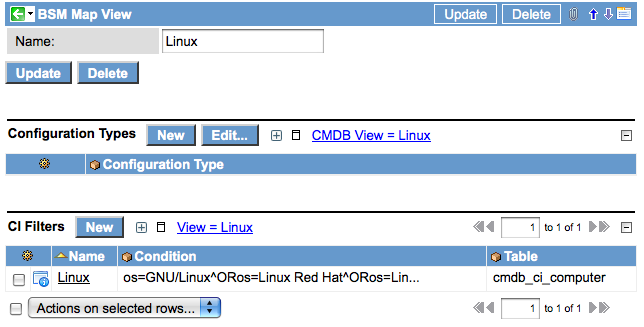 BSM Map View Update Delete
Name: Linux
Update Delete
Configuration Types New Edit... CMDB View = Linux
Configuration Type
CI Filters New View = Linux 1 to 1 of 1
Name Condition Table
Linux os=GNU/Linux^ORos=Linux Red Hat^ORos=Lin... cmdb_ci_computer
Actions on selected rows... 1 to 1 of 1